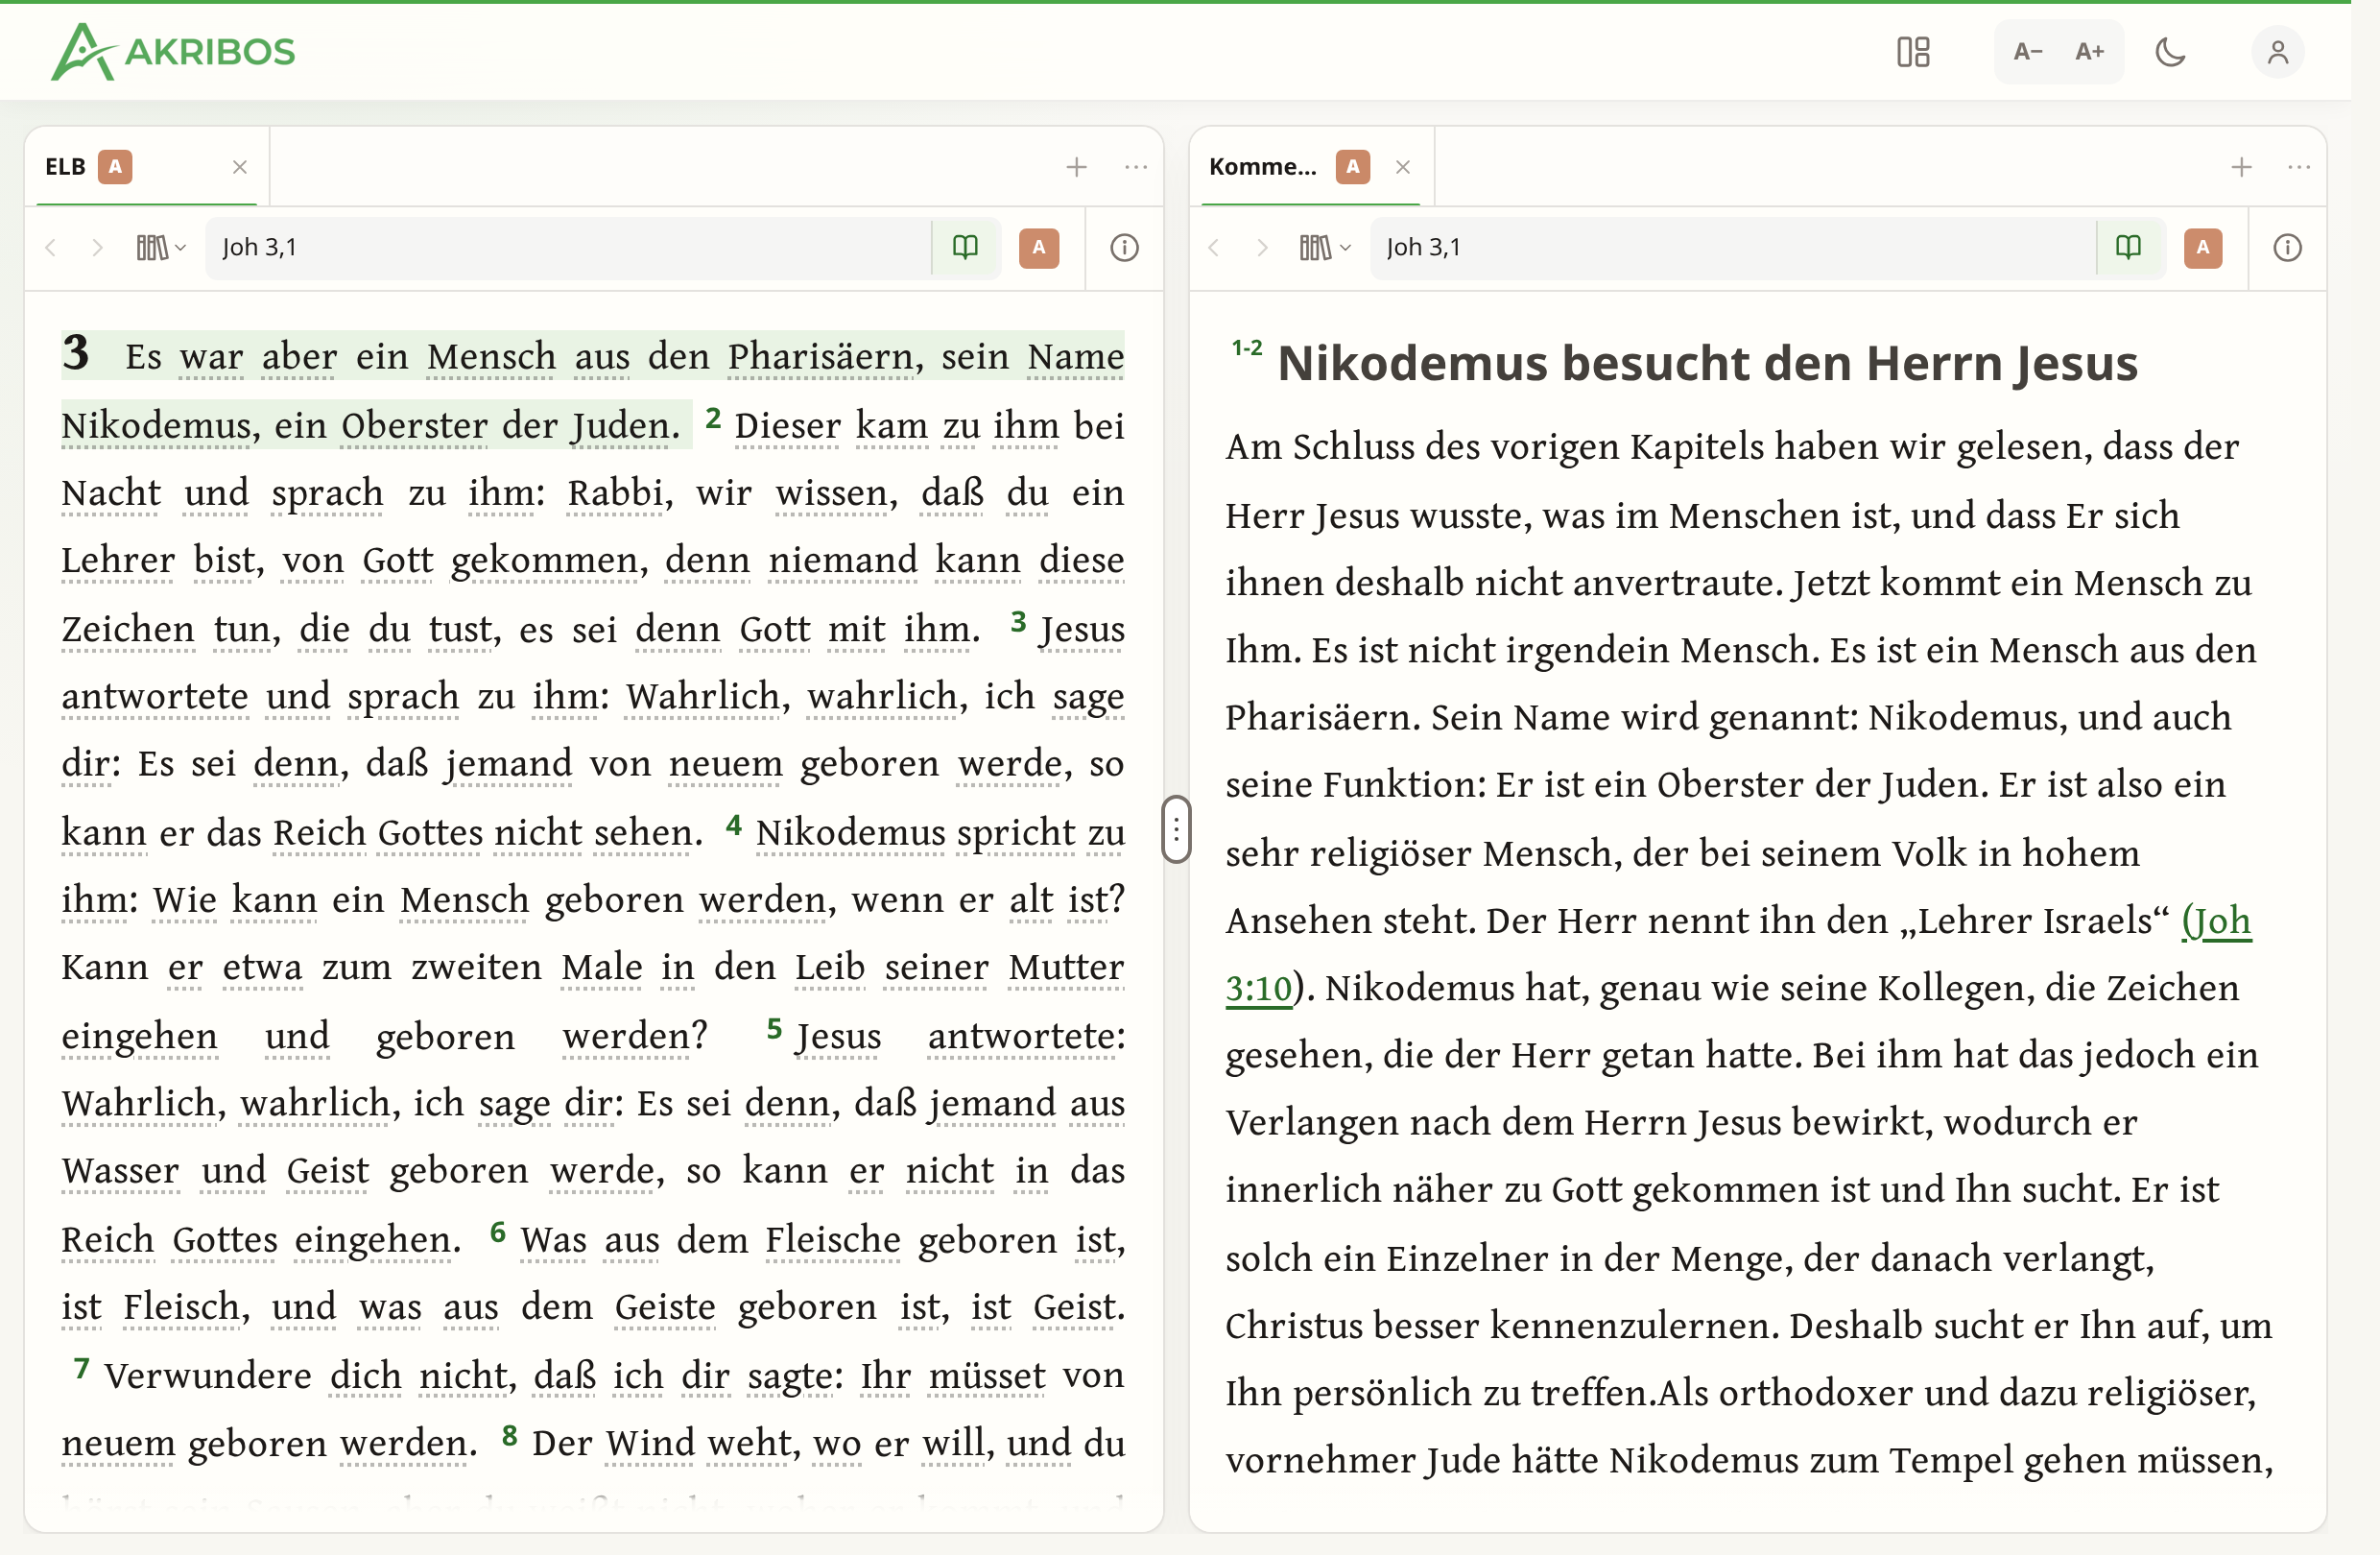 AKRIBOS
A− A+
ELB A
Joh 3,1 A
3 Es war aber ein Mensch aus den Pharisäern, sein Name
Nikodemus, ein Oberster der Juden. 2 Dieser kam zu ihm bei
Nacht und sprach zu ihm: Rabbi, wir wissen, daß du ein
Lehrer bist, von Gott gekommen, denn niemand kann diese
Zeichen tun, die du tust, es sei denn Gott mit ihm. 3 Jesus
antwortete und sprach zu ihm: Wahrlich, wahrlich, ich sage
dir: Es sei denn, daß jemand von neuem geboren werde, so
kann er das Reich Gottes nicht sehen. 4 Nikodemus spricht zu
ihm: Wie kann ein Mensch geboren werden, wenn er alt ist?
Kann er etwa zum zweiten Male in den Leib seiner Mutter
eingehen und geboren werden? 5 Jesus antwortete:
Wahrlich, wahrlich, ich sage dir: Es sei denn, daß jemand aus
Wasser und Geist geboren werde, so kann er nicht in das
Reich Gottes eingehen. 6 Was aus dem Fleische geboren ist,
ist Fleisch, und was aus dem Geiste geboren ist, ist Geist.
7 Verwundere dich nicht, daß ich dir sagte: Ihr müsset von
neuem geboren werden. 8 Der Wind weht, wo er will, und du
Komme... A
Joh 3,1 A
1-2 Nikodemus besucht den Herrn Jesus
Am Schluss des vorigen Kapitels haben wir gelesen, dass der
Herr Jesus wusste, was im Menschen ist, und dass Er sich
ihnen deshalb nicht anvertraute. Jetzt kommt ein Mensch zu
Ihm. Es ist nicht irgendein Mensch. Es ist ein Mensch aus den
Pharisäern. Sein Name wird genannt: Nikodemus, und auch
seine Funktion: Er ist ein Oberster der Juden. Er ist also ein
sehr religiöser Mensch, der bei seinem Volk in hohem
Ansehen steht. Der Herr nennt ihn den „Lehrer Israels“ (Joh
3:10). Nikodemus hat, genau wie seine Kollegen, die Zeichen
gesehen, die der Herr getan hatte. Bei ihm hat das jedoch ein
Verlangen nach dem Herrn Jesus bewirkt, wodurch er
innerlich näher zu Gott gekommen ist und Ihn sucht. Er ist
solch ein Einzelner in der Menge, der danach verlangt,
Christus besser kennenzulernen. Deshalb sucht er Ihn auf, um
Ihn persönlich zu treffen.Als orthodoxer und dazu religiöser,
vornehmer Jude hätte Nikodemus zum Tempel gehen müssen,